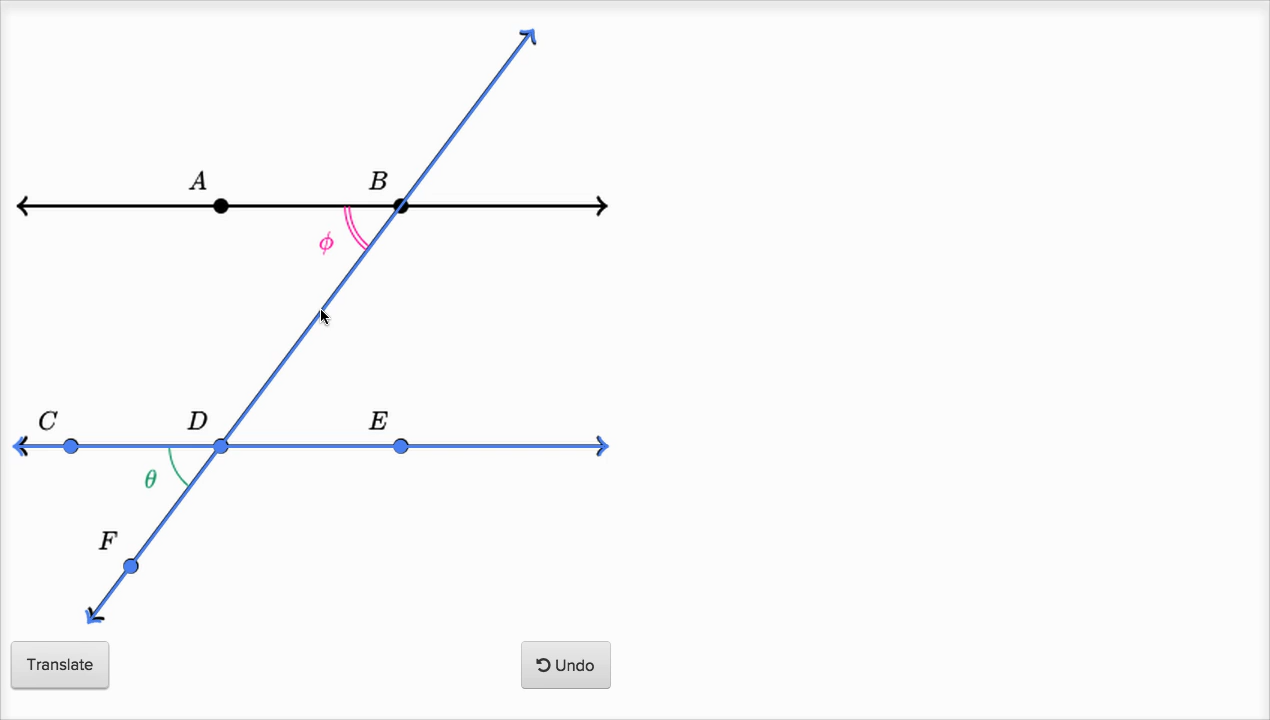 A B
ϕ
C D E
θ
F
Translate Undo